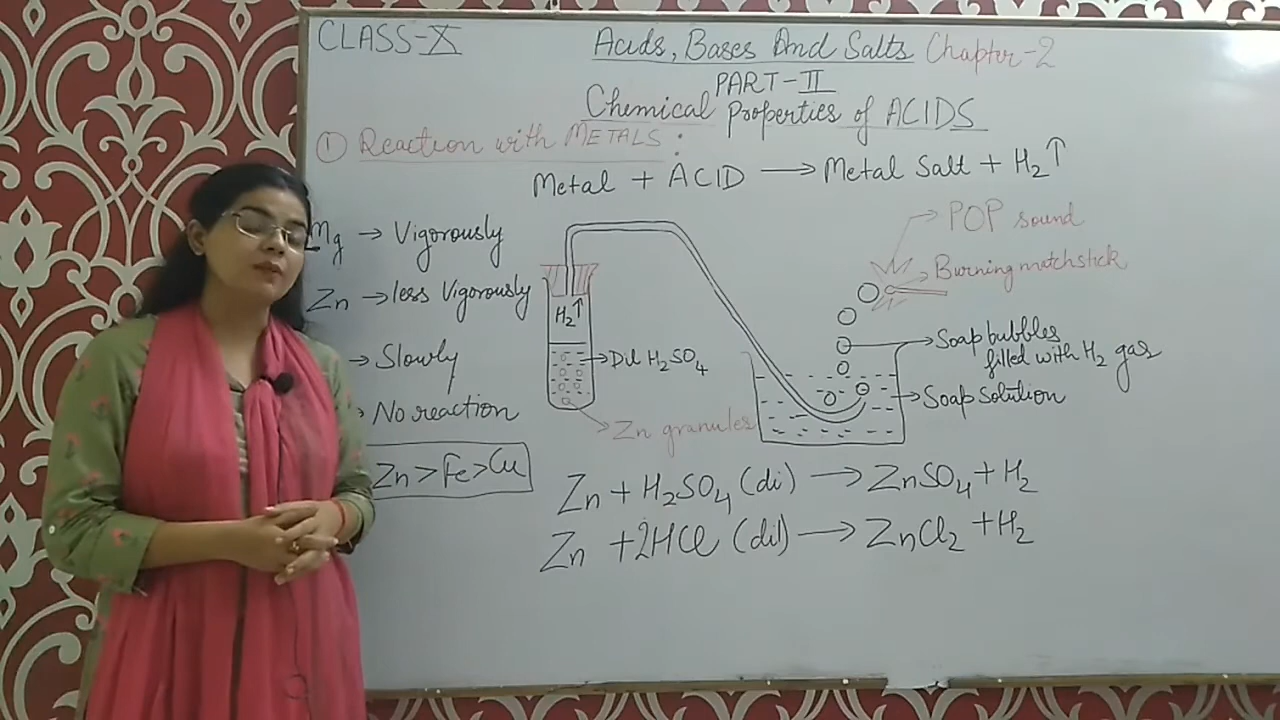 CLASS-X
Acids, Bases And Salts Chapter-2
PART-II
Chemical Properties of ACIDS
① Reaction with METALS:
Metal + ACID → Metal Salt + H₂↑
Mg → Vigorously
Zn → less Vigorously
→ Slowly
No reaction
Zn > Fe > Cu
H₂↑
→ Dil H₂SO₄
Zn granules
POP sound
Burning matchstick
Soap bubbles
filled with H₂ gas
Soap Solution
Zn + H₂SO₄ (di) → ZnSO₄ + H₂
Zn + 2HCl (dil) → ZnCl₂ + H₂